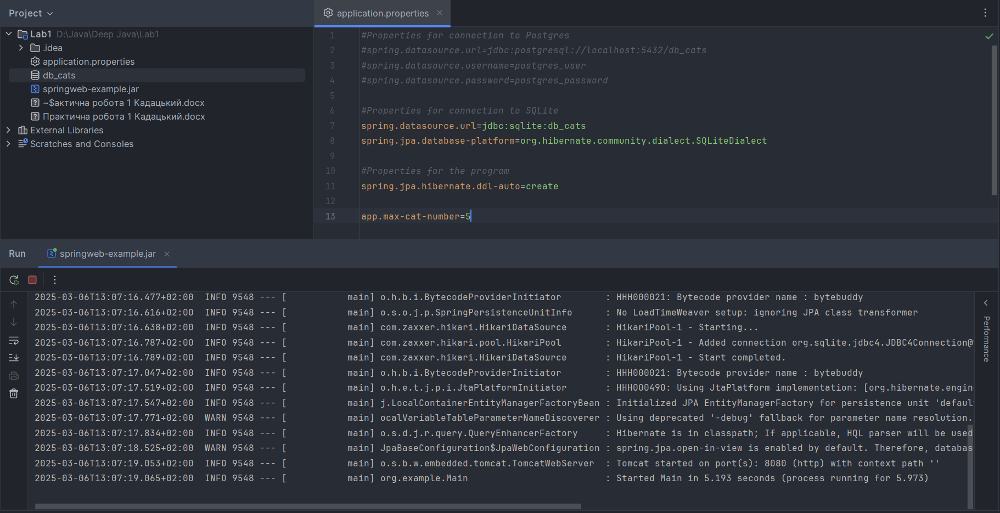 Project
Lab1 D:\Java\Deep Java\Lab1
.idea
application.properties
db_cats
springweb-example.jar
~$актична робота 1 Кадацький.docx
Практична робота 1 Кадацький.docx
External Libraries
Scratches and Consoles
application.properties
1 #Properties for connection to Postgres
2 #spring.datasource.url=jdbc:postgresql://localhost:5432/db_cats
3 #spring.datasource.username=postgres_user
4 #spring.datasource.password=postgres_password
5
6 #Properties for connection to SQLite
7 spring.datasource.url=jdbc:sqlite:db_cats
8 spring.jpa.database-platform=org.hibernate.community.dialect.SQLiteDialect
9
10 #Properties for the program
11 spring.jpa.hibernate.ddl-auto=create
12
13 app.max-cat-number=5
Run springweb-example.jar
2025-03-06T13:07:16.477+02:00 INFO 9548 --- [ main] o.h.b.i.BytecodeProviderInitiator : HHH000021: Bytecode provider name : bytebuddy
2025-03-06T13:07:16.616+02:00 INFO 9548 --- [ main] o.s.o.j.p.SpringPersistenceUnitInfo : No LoadTimeWeaver setup: ignoring JPA class transformer
2025-03-06T13:07:16.638+02:00 INFO 9548 --- [ main] com.zaxxer.hikari.HikariDataSource : HikariPool-1 - Starting...
2025-03-06T13:07:16.787+02:00 INFO 9548 --- [ main] com.zaxxer.hikari.pool.HikariPool : HikariPool-1 - Added connection org.sqlite.jdbc4.JDBC4Connection@
2025-03-06T13:07:16.789+02:00 INFO 9548 --- [ main] com.zaxxer.hikari.HikariDataSource : HikariPool-1 - Start completed.
2025-03-06T13:07:17.047+02:00 INFO 9548 --- [ main] o.h.b.i.BytecodeProviderInitiator : HHH000021: Bytecode provider name : bytebuddy
2025-03-06T13:07:17.519+02:00 INFO 9548 --- [ main] o.h.e.t.j.p.i.JtaPlatformInitiator : HHH000490: Using JtaPlatform implementation: [org.hibernate.engin
2025-03-06T13:07:17.547+02:00 INFO 9548 --- [ main] j.LocalContainerEntityManagerFactoryBean : Initialized JPA EntityManagerFactory for persistence unit 'default
2025-03-06T13:07:17.771+02:00 WARN 9548 --- [ main] ocalVariableTableParameterNameDiscoverer : Using deprecated '-debug' fallback for parameter name resolution.
2025-03-06T13:07:17.834+02:00 INFO 9548 --- [ main] o.s.d.j.r.query.QueryEnhancerFactory : Hibernate is in classpath; If applicable, HQL parser will be used
2025-03-06T13:07:18.525+02:00 WARN 9548 --- [ main] JpaBaseConfiguration$JpaWebConfiguration : spring.jpa.open-in-view is enabled by default. Therefore, databas
2025-03-06T13:07:19.053+02:00 INFO 9548 --- [ main] o.s.b.w.embedded.tomcat.TomcatWebServer : Tomcat started on port(s): 8080 (http) with context path ''
2025-03-06T13:07:19.065+02:00 INFO 9548 --- [ main] org.example.Main : Started Main in 5.193 seconds (process running for 5.973)
Performance